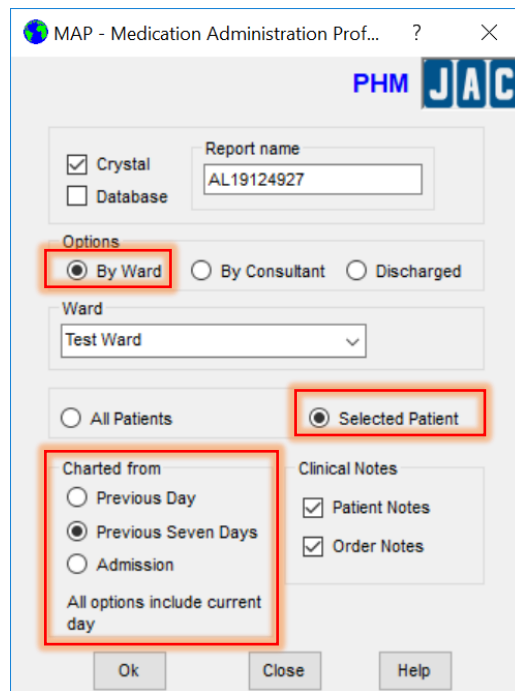 MAP - Medication Administration Prof... ?
PHM JAC
Report name
Crystal
AL19124927
Database
Options
By Ward By Consultant Discharged
Ward
Test Ward
All Patients Selected Patient
Charted from Clinical Notes
Previous Day
Patient Notes
Previous Seven Days
Order Notes
Admission
All options include current
day
Ok Close Help